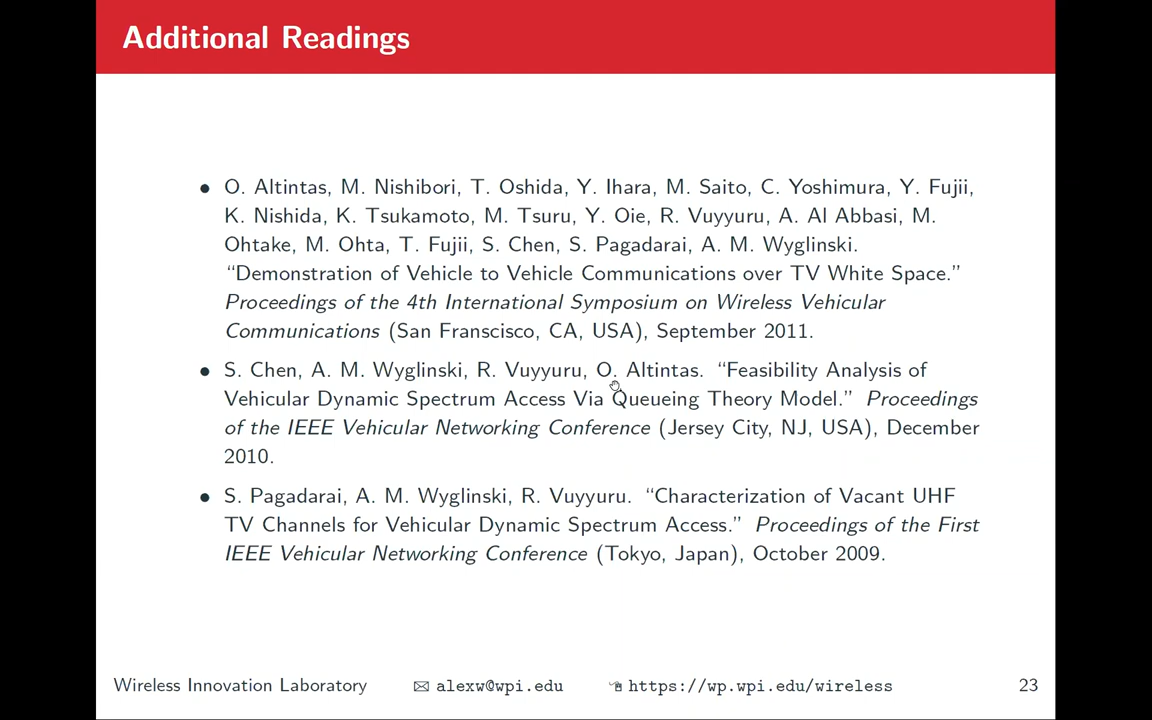 Additional Readings
• O. Altintas, M. Nishibori, T. Oshida, Y. Ihara, M. Saito, C. Yoshimura, Y. Fujii,
K. Nishida, K. Tsukamoto, M. Tsuru, Y. Oie, R. Vuyyuru, A. Al Abbasi, M.
Ohtake, M. Ohta, T. Fujii, S. Chen, S. Pagadarai, A. M. Wyglinski.
“Demonstration of Vehicle to Vehicle Communications over TV White Space.”
Proceedings of the 4th International Symposium on Wireless Vehicular
Communications (San Franscisco, CA, USA), September 2011.
• S. Chen, A. M. Wyglinski, R. Vuyyuru, O. Altintas. “Feasibility Analysis of
Vehicular Dynamic Spectrum Access Via Queueing Theory Model.” Proceedings
of the IEEE Vehicular Networking Conference (Jersey City, NJ, USA), December
2010.
• S. Pagadarai, A. M. Wyglinski, R. Vuyyuru. “Characterization of Vacant UHF
TV Channels for Vehicular Dynamic Spectrum Access.” Proceedings of the First
IEEE Vehicular Networking Conference (Tokyo, Japan), October 2009.
Wireless Innovation Laboratory alexw@wpi.edu https://wp.wpi.edu/wireless 23